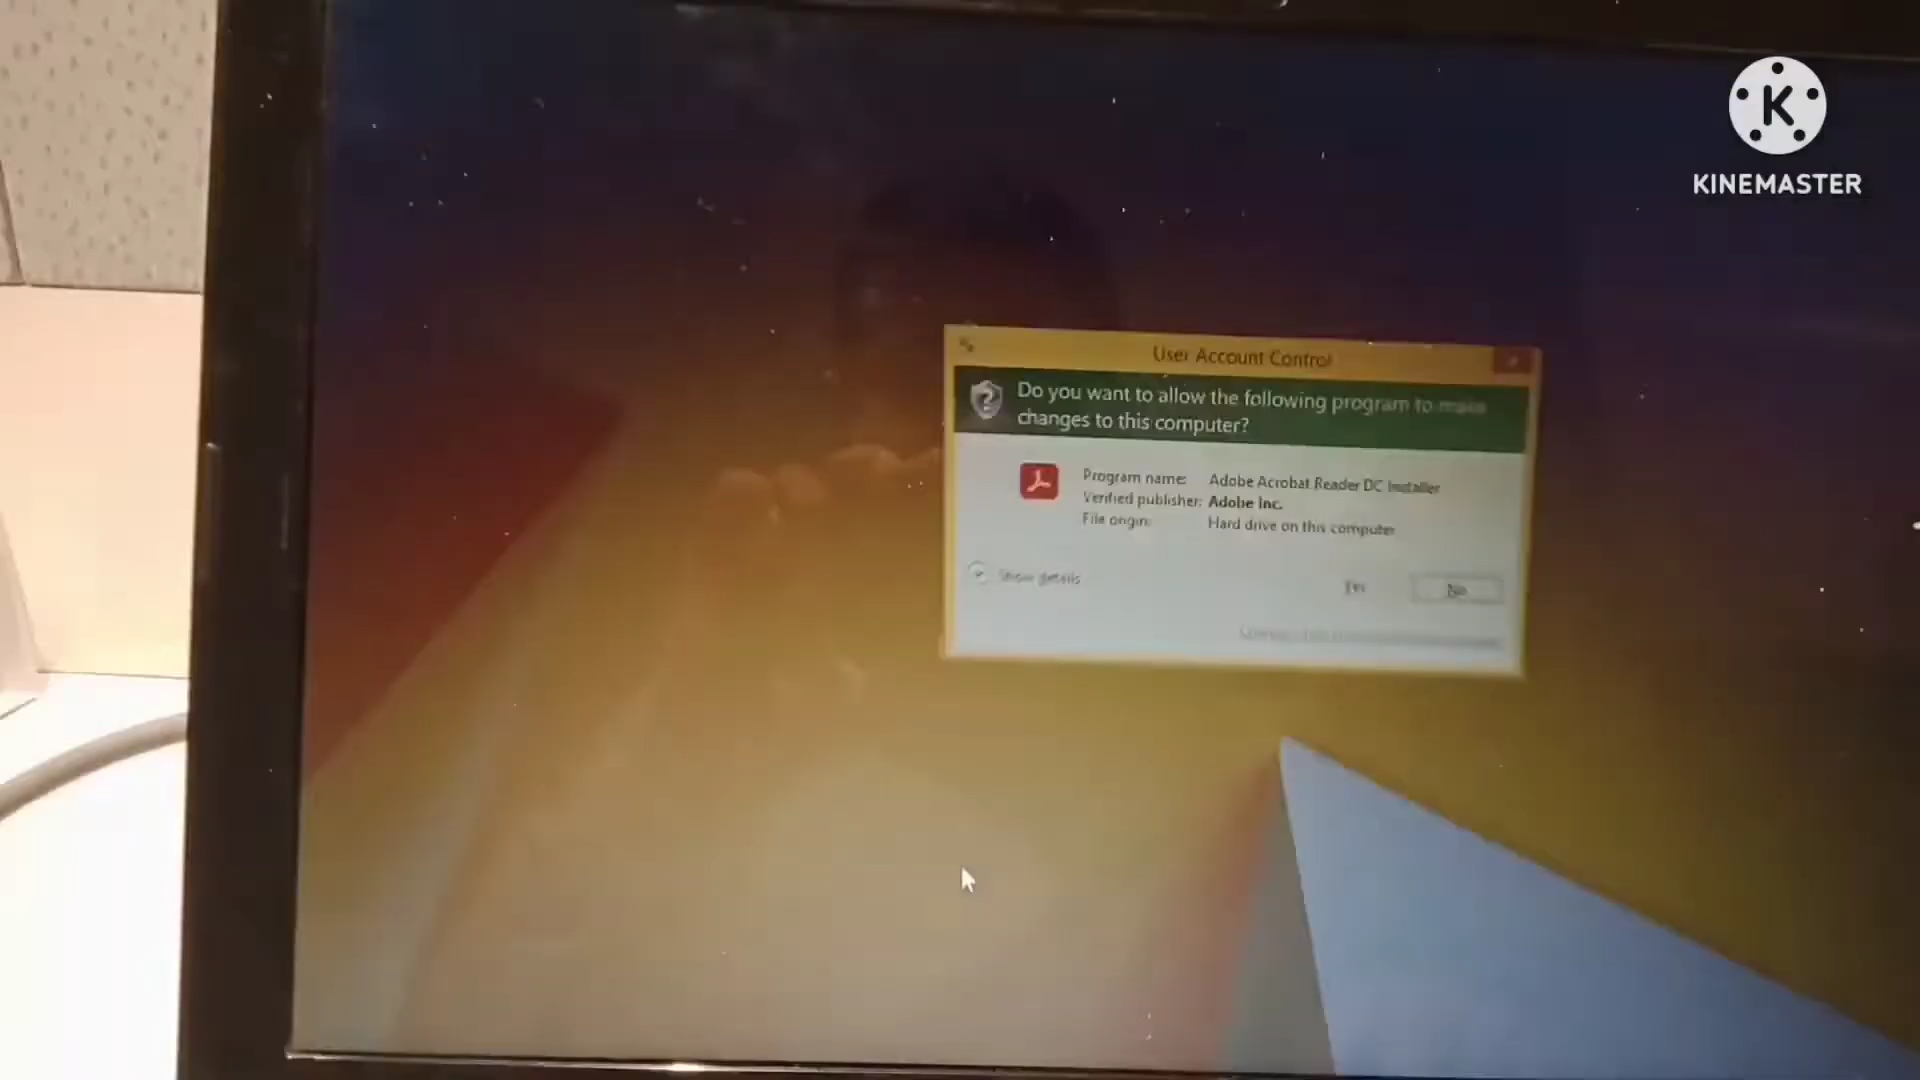 K
KINEMASTER
User Account Control
Do you want to allow the following program to make
changes to this computer?
Program name: Adobe Acrobat Reader DC Installer
Verified publisher: Adobe Inc.
File origin: Hard drive on this computer
Show details
Yes
No